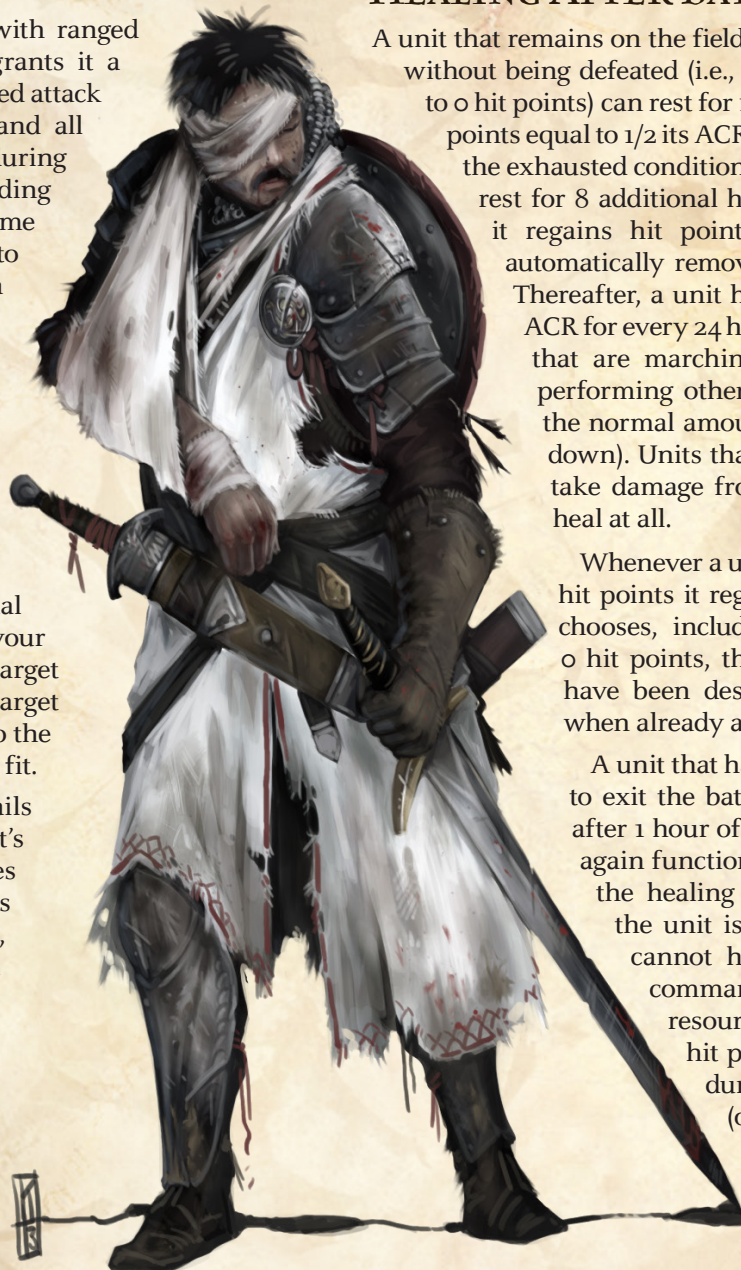 with ranged
grants it a
ed attack
and all
during
ding
me
to
n
al
your
arget
arget
o the
fit.
ils
t's
es
s
,
HEALING AFTER BA
A unit that remains on the field
without being defeated (i.e.,
to 0 hit points) can rest for 1
points equal to 1/2 its ACR
the exhausted condition
rest for 8 additional h
it regains hit point
automatically remov
Thereafter, a unit h
ACR for every 24 h
that are marchin
performing other
the normal amou
down). Units tha
take damage fro
heal at all.
Whenever a u
hit points it reg
chooses, includ
0 hit points, th
have been des
when already a
A unit that h
to exit the bat
after 1 hour of
again function
the healing
the unit is
cannot h
comman
resour
hit p
dur
(o